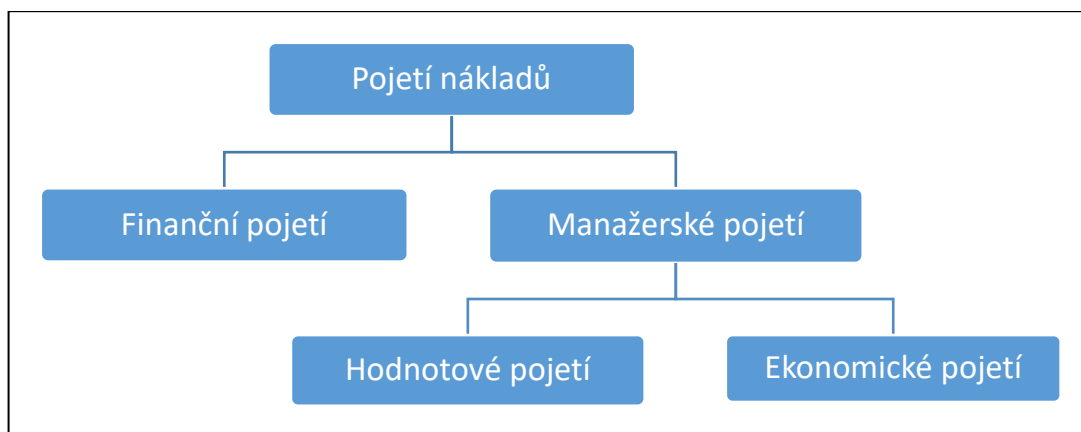 Pojetí nákladů
Finanční pojetí
Manažerské pojetí
Hodnotové pojetí
Ekonomické pojetí